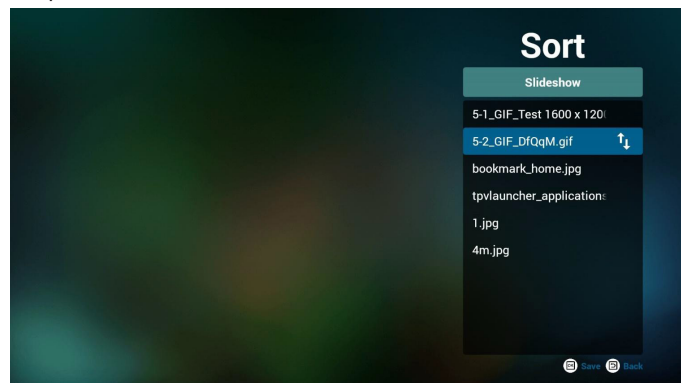 Sort
Slideshow
5-1_GIF_Test 1600 x 120
5-2_GIF_DfQqM.gif
bookmark_home.jpg
tpvlauncher_applications
1.jpg
4m.jpg
Save Back